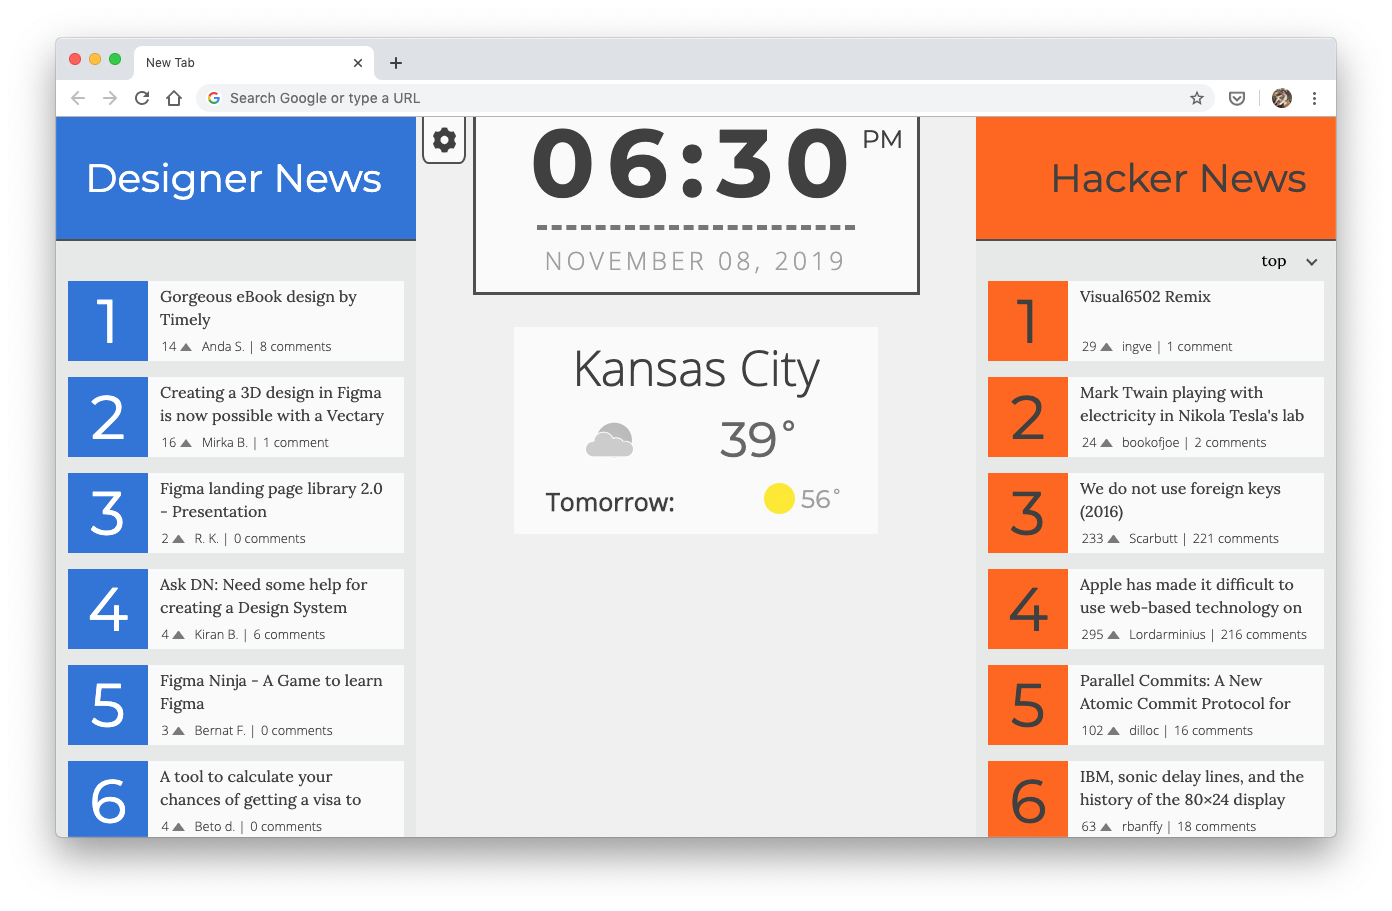 New Tab
Search Google or type a URL
Designer News
1
Gorgeous eBook design by
Timely
14 Anda S. | 8 comments
2
Creating a 3D design in Figma
is now possible with a Vectary
16 Mirka B. | 1 comment
3
Figma landing page library 2.0
- Presentation
2 R. K. | 0 comments
4
Ask DN: Need some help for
creating a Design System
4 Kiran B. | 6 comments
5
Figma Ninja - A Game to learn
Figma
3 Bernat F. | 0 comments
6
A tool to calculate your
chances of getting a visa to
4 Beto d. | 0 comments
06:30 PM
NOVEMBER 08, 2019
Kansas City
39°
Tomorrow: 56°
Hacker News
top
1
Visual6502 Remix
29 ingve | 1 comment
2
Mark Twain playing with
electricity in Nikola Tesla's lab
24 bookofjoe | 2 comments
3
We do not use foreign keys
(2016)
233 Scarbutt | 221 comments
4
Apple has made it difficult to
use web-based technology on
295 Lordarminius | 216 comments
5
Parallel Commits: A New
Atomic Commit Protocol for
102 dilloc | 16 comments
6
IBM, sonic delay lines, and the
history of the 80×24 display
63 rbanffy | 18 comments